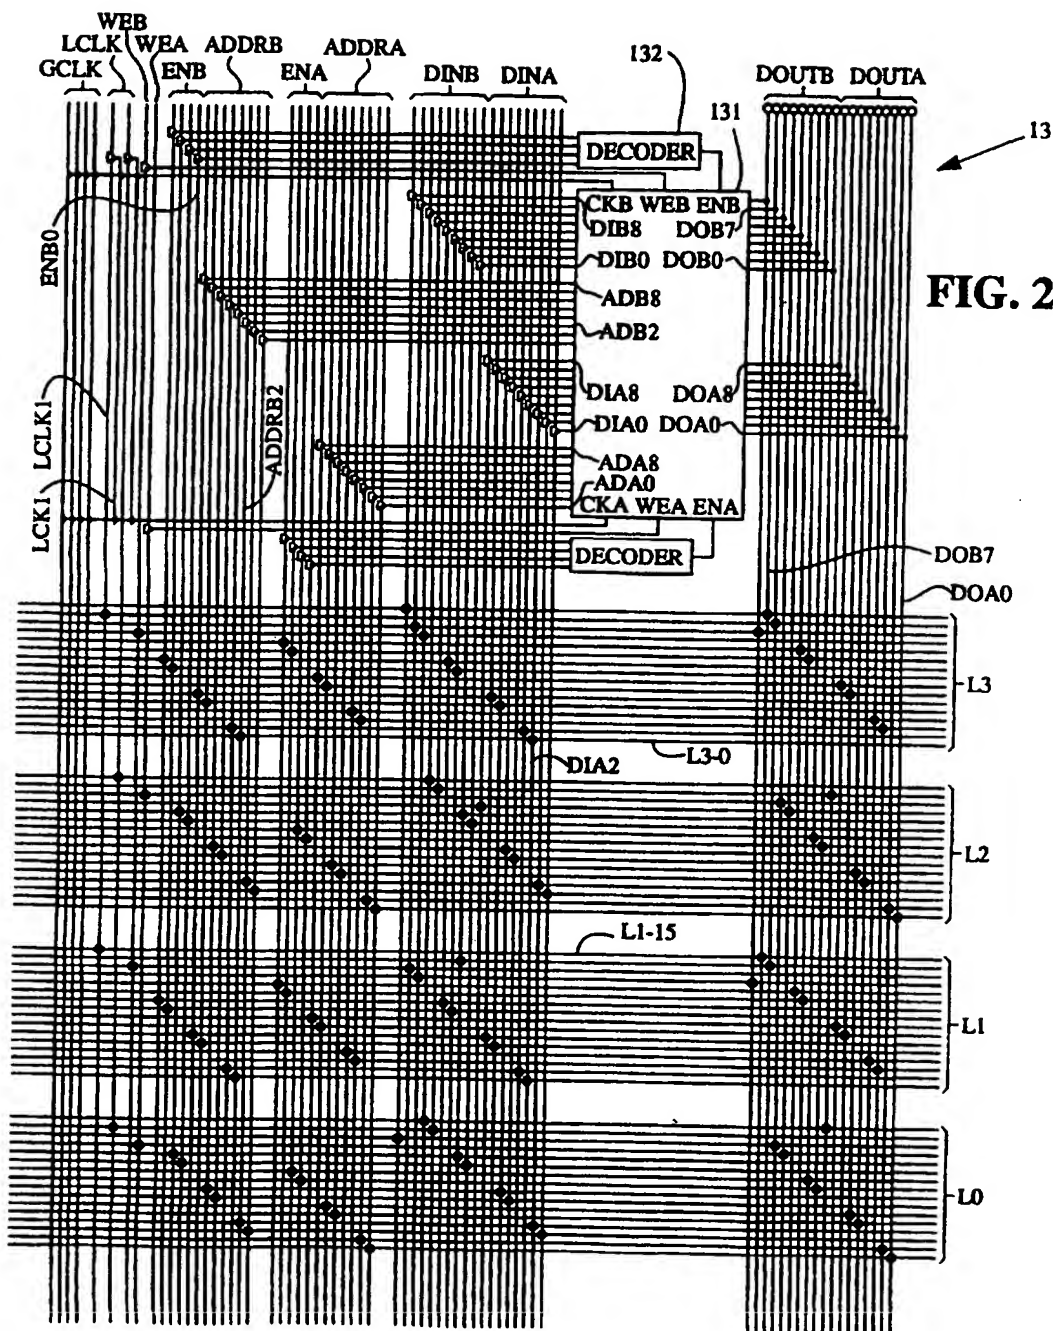 WEB
LCLK WEA ADDRB ADDRA
GCLK ENB ENA DINB DINA
132
DOUTB DOUTA
131
13
DECODER
CKB WEB ENB
DIB8 DOB7
DIB0 DOB0
ENB0
FIG. 2
ADB8
ADB2
DIA8 DOA8
DIA0 DOA0
LCLK1
ADDRB2
ADA8
ADA0
LCK1
CKA WEA ENA
DECODER
DOB7
DOA0
L3
L3-0
DIA2
L2
L1-15
L1
L0